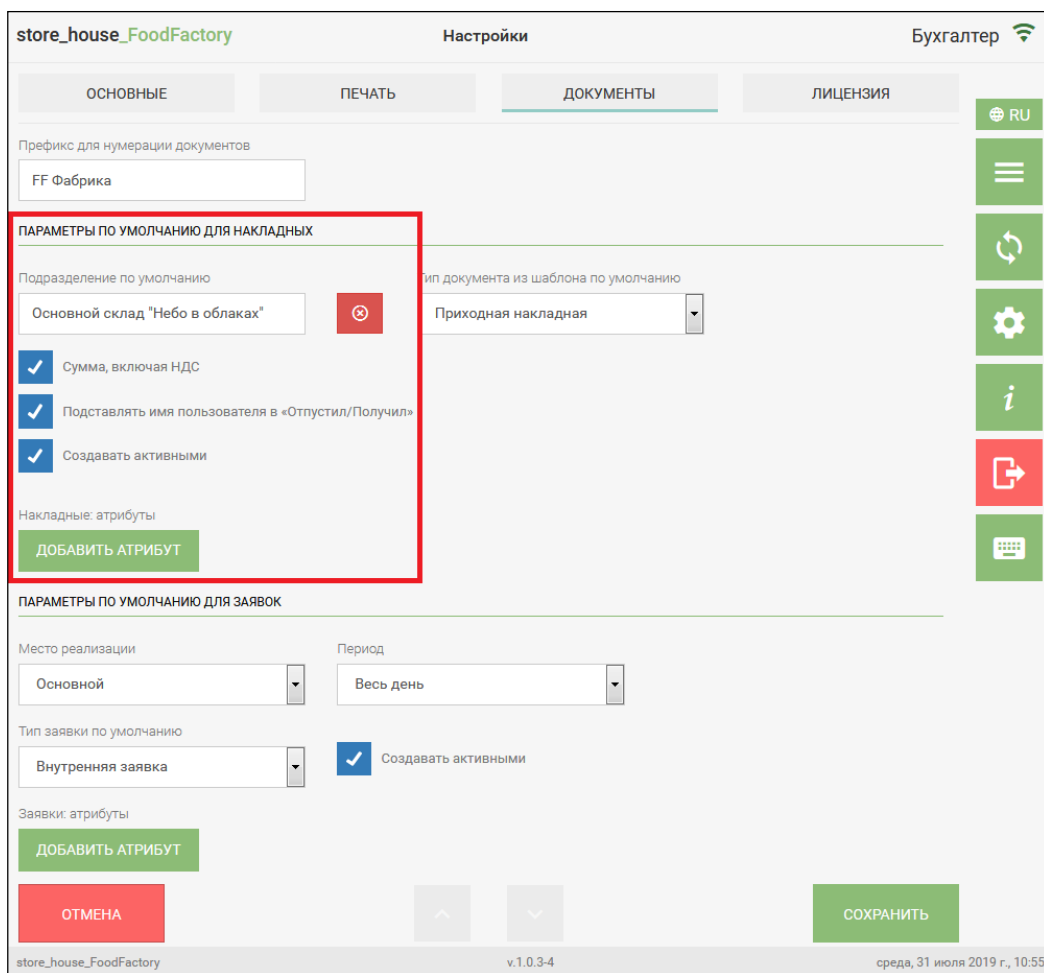 store_house_FoodFactory Настройки Бухгалтер
ОСНОВНЫЕ ПЕЧАТЬ ДОКУМЕНТЫ ЛИЦЕНЗИЯ
RU
Префикс для нумерации документов
FF Фабрика
ПАРАМЕТРЫ ПО УМОЛЧАНИЮ ДЛЯ НАКЛАДНЫХ
Подразделение по умолчанию Тип документа из шаблона по умолчанию
Основной склад "Небо в облаках" Приходная накладная
Сумма, включая НДС
Подставлять имя пользователя в «Отпустил/Получил»
i
Создавать активными
Накладные: атрибуты
ДОБАВИТЬ АТРИБУТ
ПАРАМЕТРЫ ПО УМОЛЧАНИЮ ДЛЯ ЗАЯВОК
Место реализации Период
Основной Весь день
Тип заявки по умолчанию
Внутренняя заявка Создавать активными
Заявки: атрибуты
ДОБАВИТЬ АТРИБУТ
ОТМЕНА СОХРАНИТЬ
store_house_FoodFactory v.1.0.3-4 среда, 31 июля 2019 г., 10:55